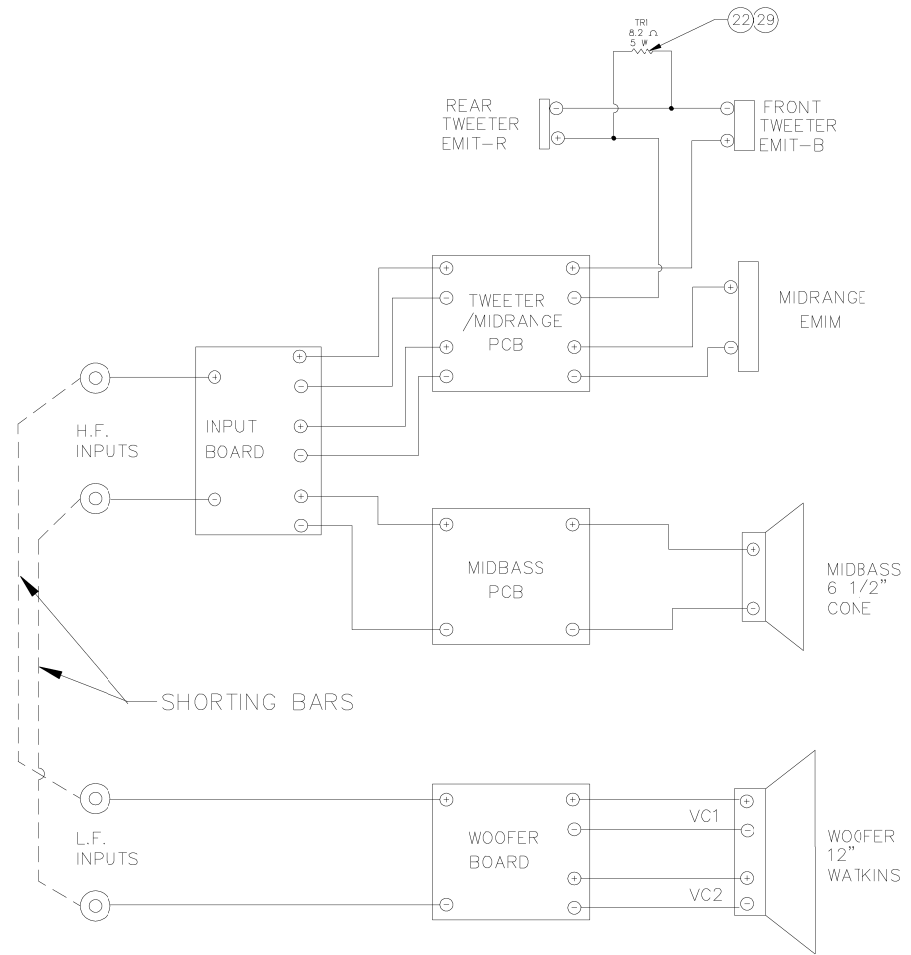 TRI
8.2 Ω
5 W
22 29
REAR
TWEETER
EMIT-R
FRONT
TWEETER
EMIT-B
TWEETER
/MIDRANGE
PCB
MIDRANGE
EMIM
H.F.
INPUTS
INPUT
BOARD
MIDBASS
PCB
MIDBASS
6 1/2"
CONE
SHORTING BARS
L.F.
INPUTS
WOOFER
BOARD
VC1
VC2
WOOFER
12"
WATKINS